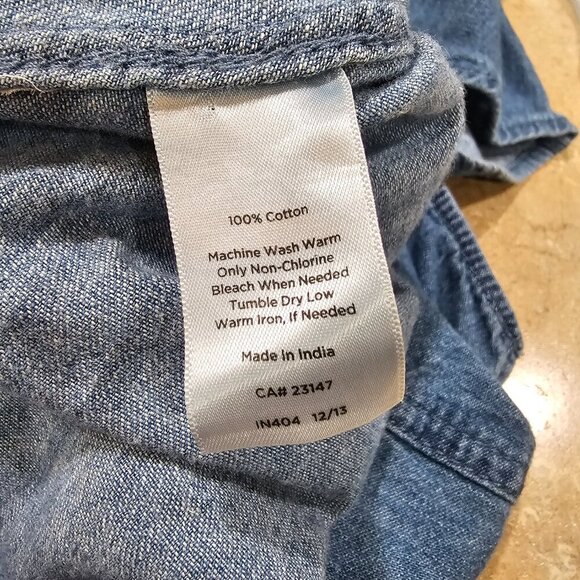 100% Cotton
Machine Wash Warm
Only Non-Chlorine
Bleach When Needed
Tumble Dry Low
Warm Iron, If Needed
Made In India
CA# 23147
IN404 12/13